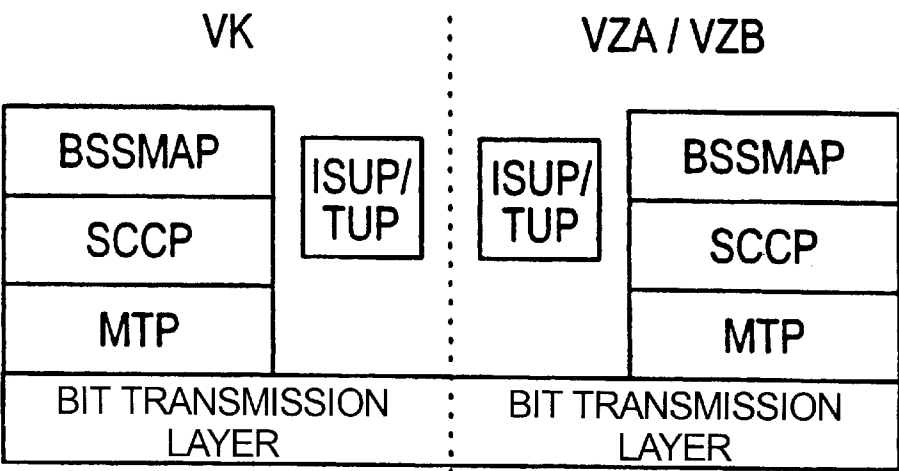 VK
VZA / VZB
BSSMAP
SCCP
MTP
ISUP/
TUP
ISUP/
TUP
BSSMAP
SCCP
MTP
BIT TRANSMISSION
LAYER
BIT TRANSMISSION
LAYER